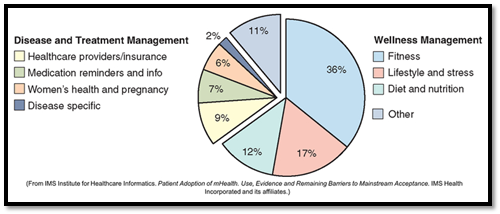 Disease and Treatment Management
Healthcare providers/insurance
Medication reminders and info
Women's health and pregnancy
Disease specific
2%
11%
6%
7%
9%
12%
17%
36%
Wellness Management
Fitness
Lifestyle and stress
Diet and nutrition
Other
(From IMS Institute for Healthcare Informatics. Patient Adoption of mHealth. Use, Evidence and Remaining Barriers to Mainstream Acceptance. IMS Health
Incorporated and its affiliates.)